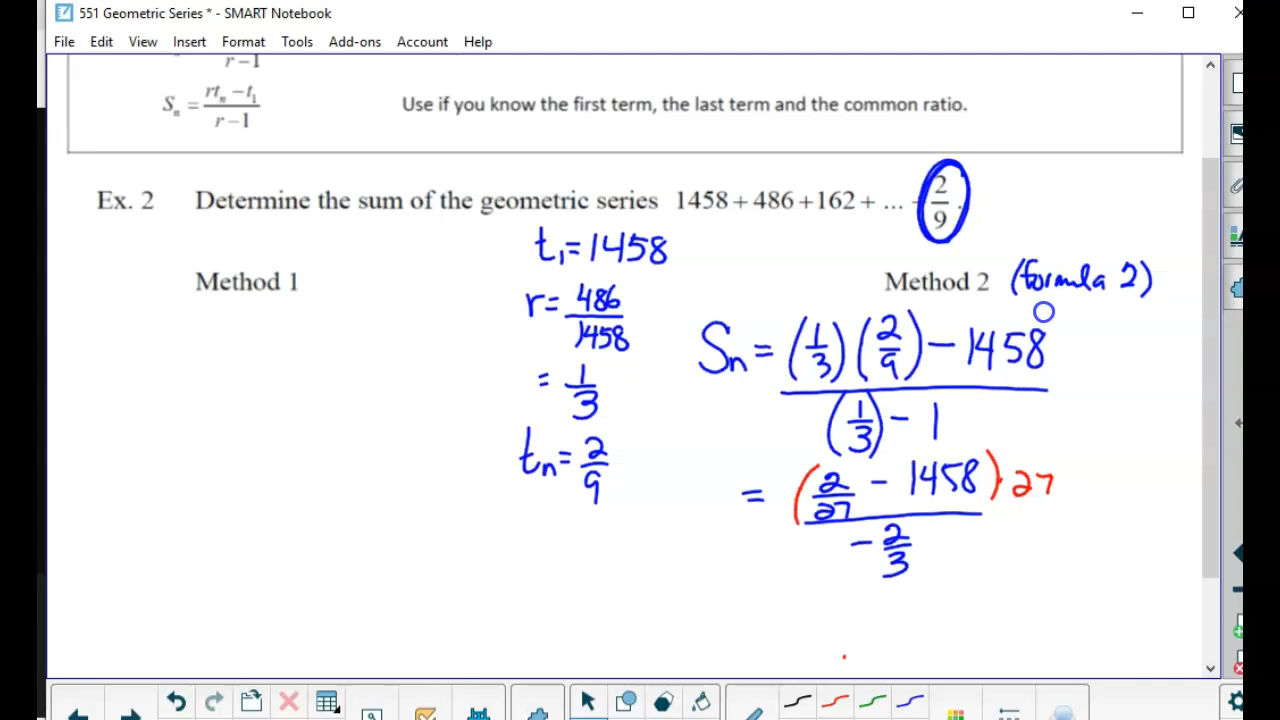 551 Geometric Series * - SMART Notebook
File Edit View Insert Format Tools Add-ons Account Help
r – 1
Sn = rtn – t1 / r – 1 Use if you know the first term, the last term and the common ratio.
Ex. 2 Determine the sum of the geometric series 1458 + 486 + 162 + ... 2/9 .
t1 = 1458
Method 1
Method 2 (formula 2)
r = 486/1458
= 1/3
tn = 2/9
Sn = (1/3)(2/9) – 1458 / (1/3) – 1
= (2/27 – 1458) · 27 / – 2/3